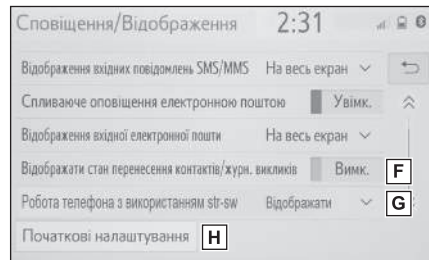 Сповіщення/Відображення 2:31
Відображення вхідних повідомлень SMS/MMS На весь екран
Спливаюче оповіщення електронною поштою Увімк.
Відображення вхідної електронної пошти На весь екран
Відображати стан перенесення контактів/журн. викликів Вимк. F
Робота телефона з використанням str-sw Відображати G
Початкові налаштування H